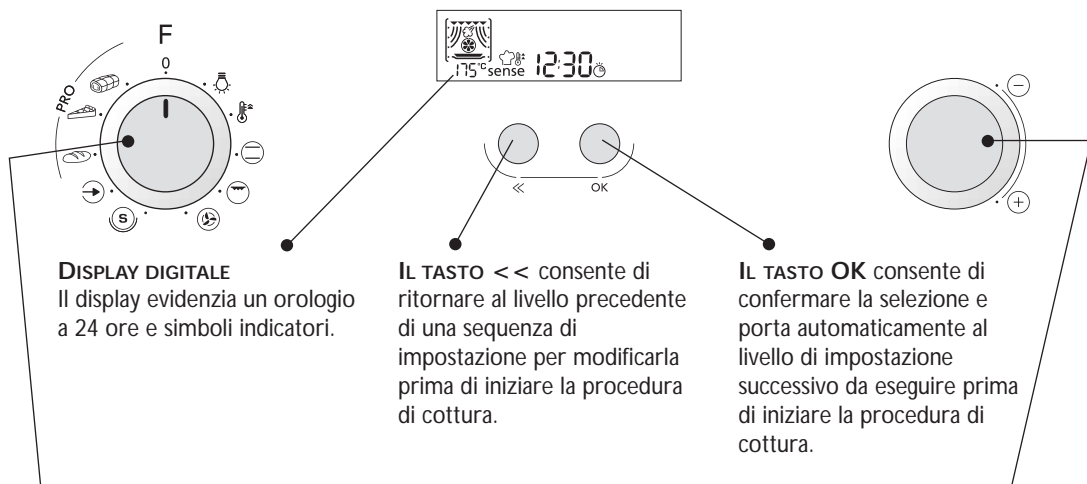 F
0
PRO
S
175°C sense 12:30
<< OK
−
+
DISPLAY DIGITALE
Il display evidenzia un orologio
a 24 ore e simboli indicatori.
IL TASTO << consente di
ritornare al livello precedente
di una sequenza di
impostazione per modificarla
prima di iniziare la procedura
di cottura.
IL TASTO OK consente di
confermare la selezione e
porta automaticamente al
livello di impostazione
successivo da eseguire prima
di iniziare la procedura di
cottura.